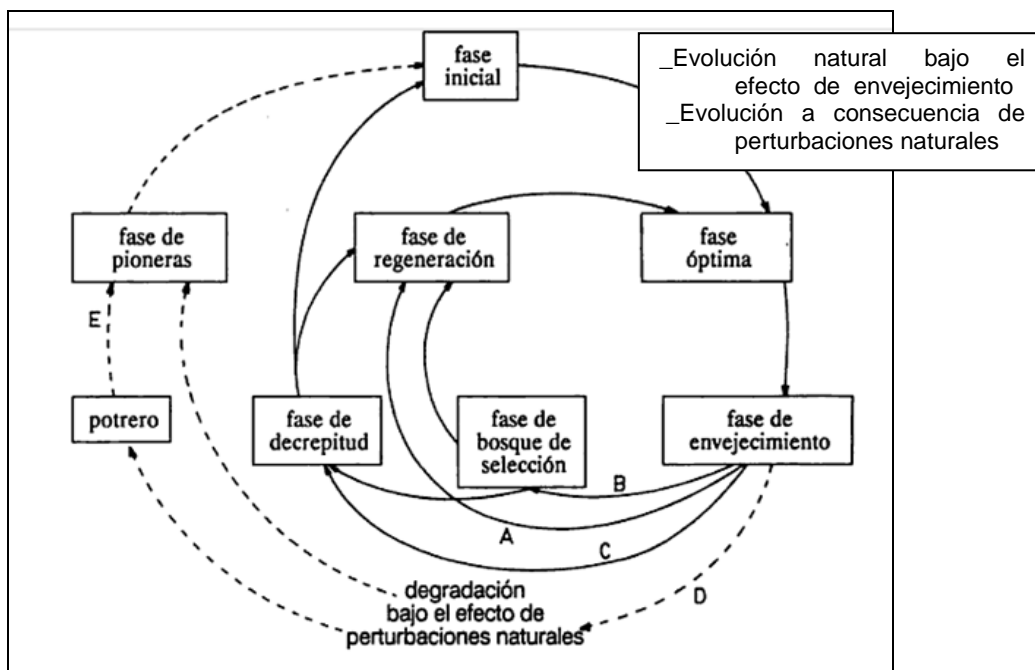 fase
inicial
_Evolución natural bajo el
efecto de envejecimiento
_Evolución a consecuencia de
perturbaciones naturales
fase de
pioneras
fase de
regeneración
fase
óptima
E
potrero
fase de
decrepitud
fase de
bosque de
selección
fase de
envejecimiento
B
A
C
D
degradación
bajo el efecto de
perturbaciones naturales